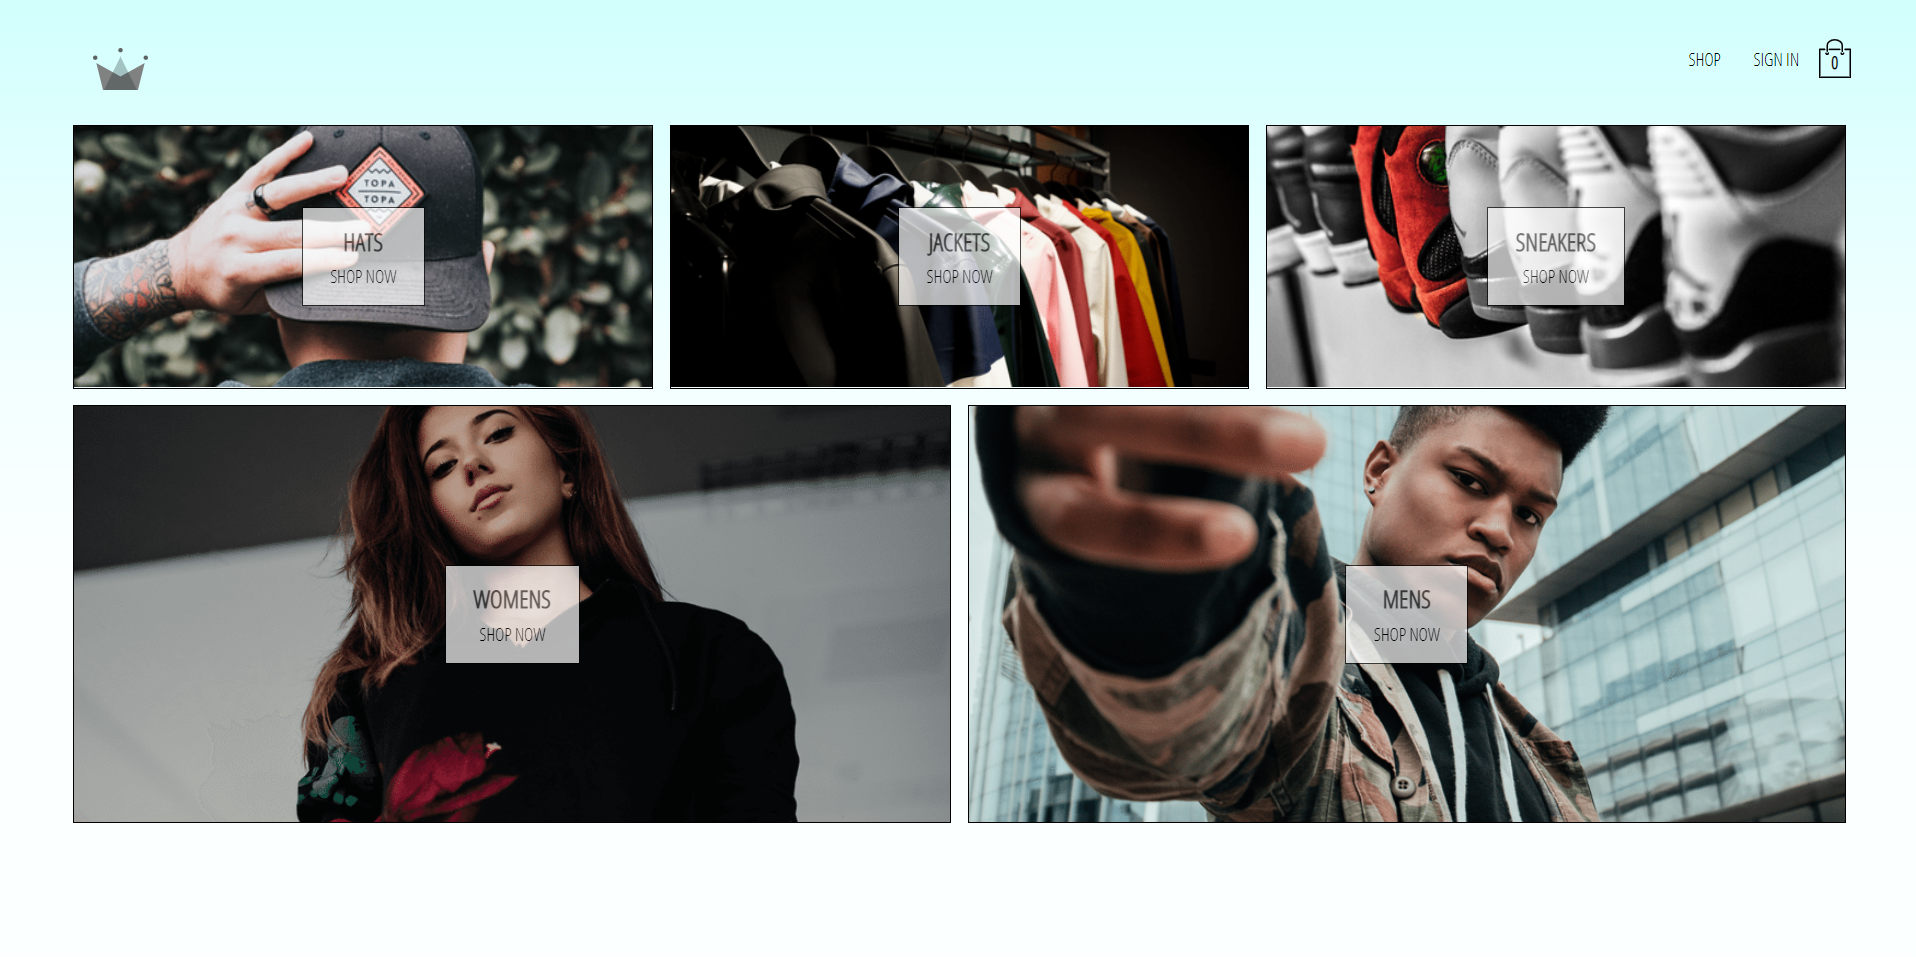 SHOP
SIGN IN
0
TOPA
TOPA
HATS
SHOP NOW
JACKETS
SHOP NOW
SNEAKERS
SHOP NOW
WOMENS
SHOP NOW
MENS
SHOP NOW